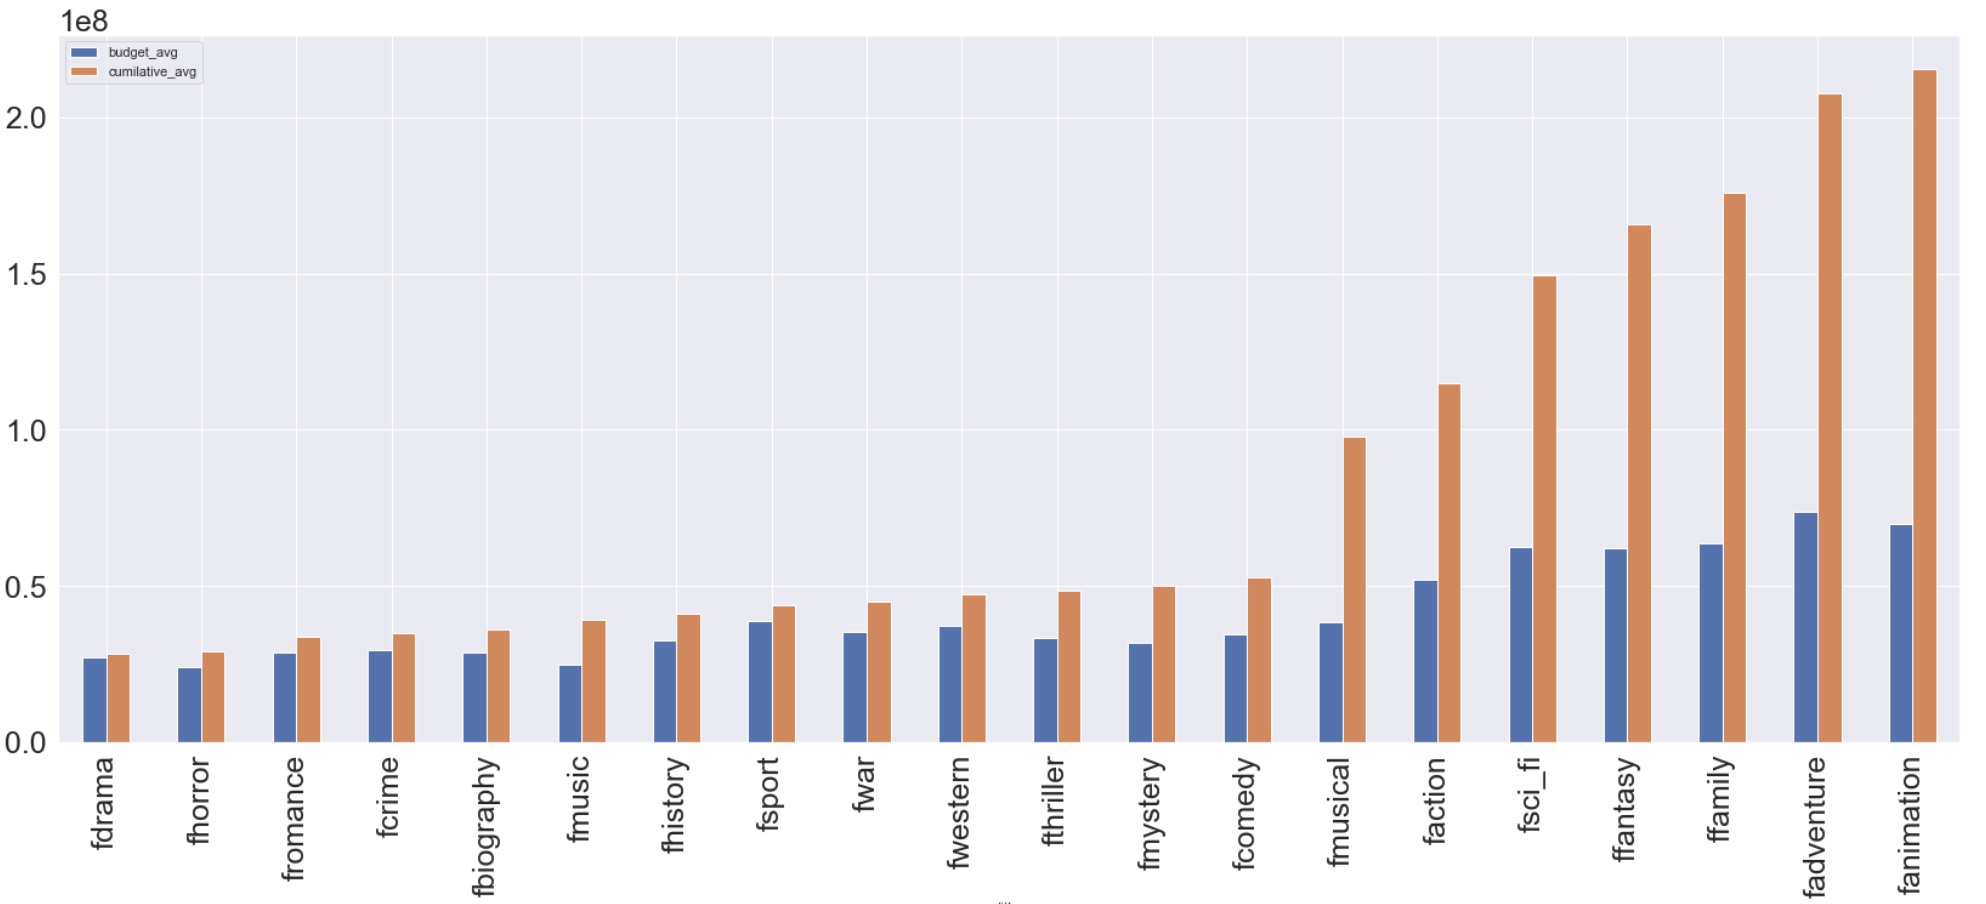 1e8
budget_avg
cumilative_avg
2.0
1.5
1.0
0.5
0.0
fdrama
fhorror
fromance
fcrime
fbiography
fmusic
fhistory
fsport
fwar
fwestern
fthriller
fmystery
fcomedy
fmusical
faction
fsci_fi
ffantasy
ffamily
fadventure
fanimation